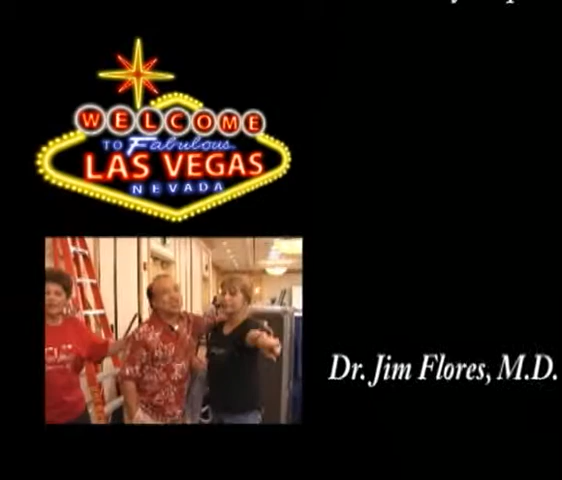 WELCOME
TO Fabulous
LAS VEGAS
NEVADA
Dr. Jim Flores, M.D.